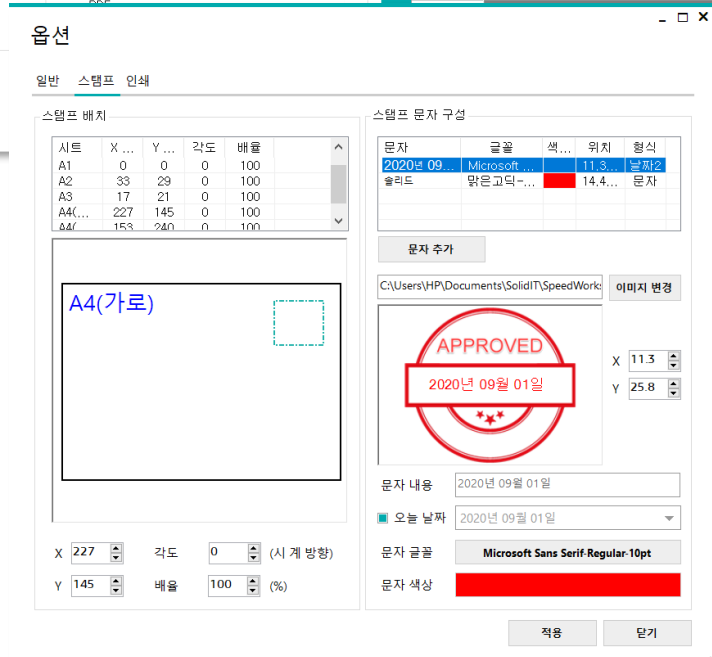 옵션
일반 스탬프 인쇄
스탬프 배치
시트 X ... Y ... 각도 배율
A1 0 0 0 100
A2 33 29 0 100
A3 17 21 0 100
A4(... 227 145 0 100
A4( 153 240 0 100
A4(가로)
X 227 각도 0 (시 계 방향)
Y 145 배율 100 (%)
스탬프 문자 구성
문자 글꼴 색... 위치 형식
2020년 09... Microsoft ... 11.3... 날짜2
솔리드 맑은고딕-... 14.4... 문자
문자 추가
C:\Users\HP\Documents\SolidIT\SpeedWork: 이미지 변경
APPROVED
2020년 09월 01일
X 11.3
Y 25.8
문자 내용 2020년 09월 01일
오늘 날짜 2020년 09월 01일
문자 글꼴 Microsoft Sans Serif-Regular-10pt
문자 색상
적용 닫기